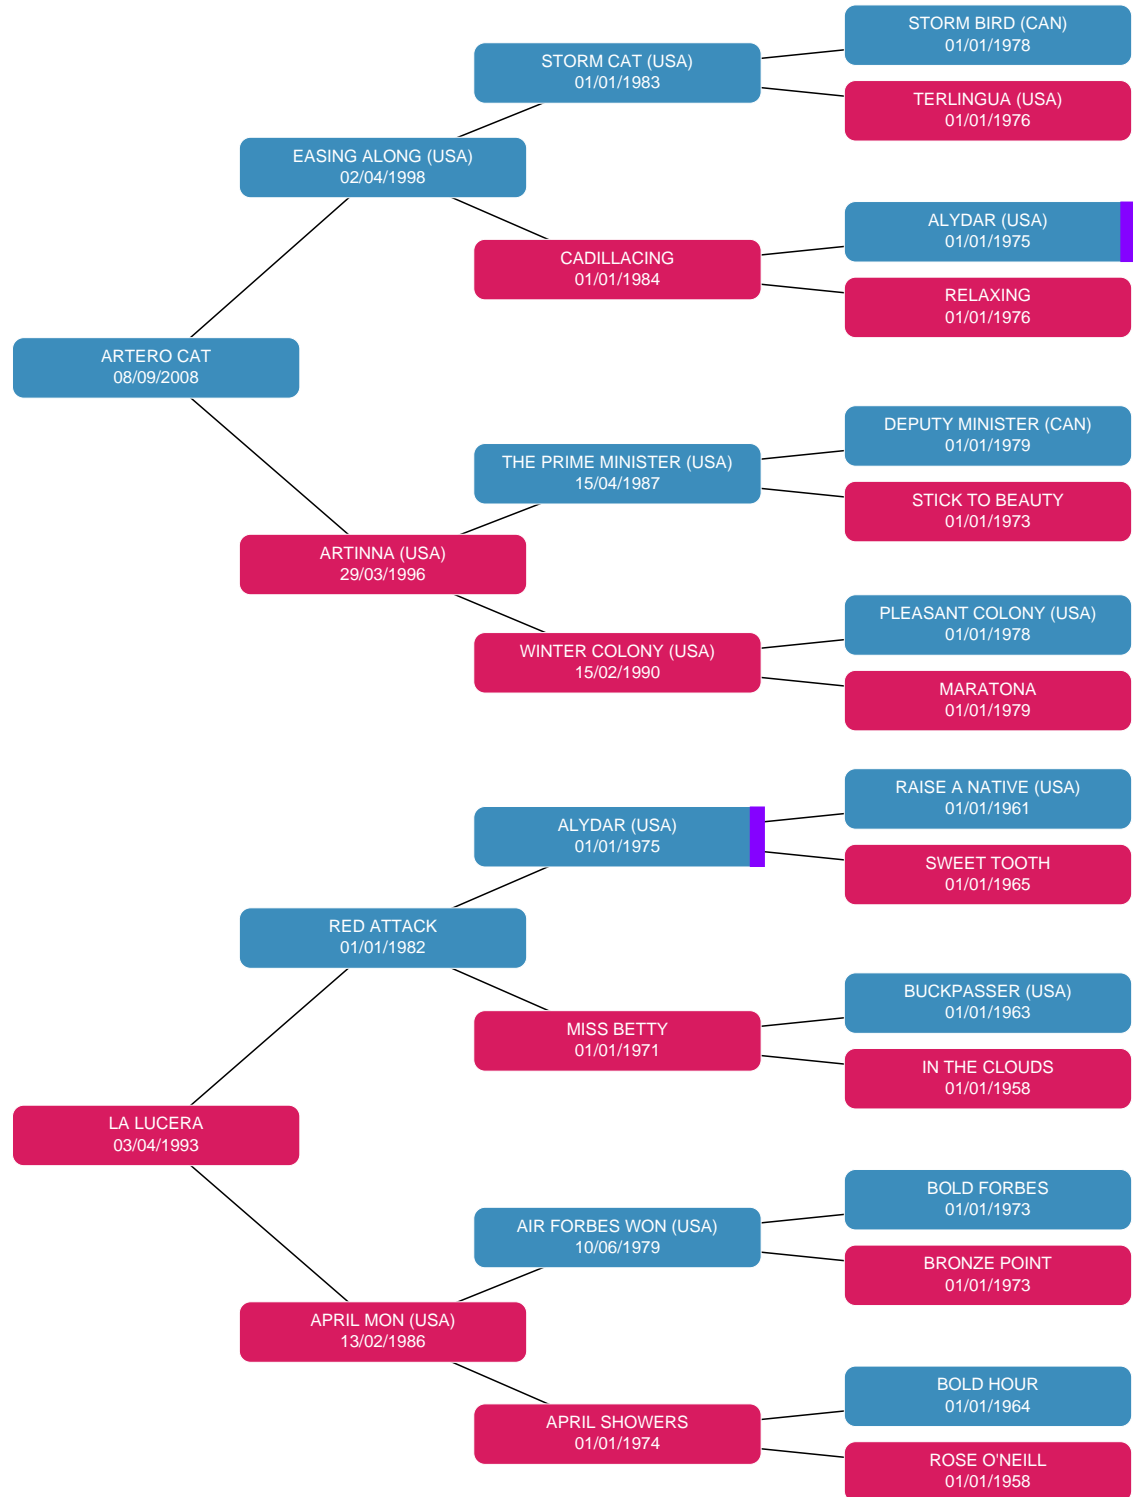 STORM BIRD (CAN)
01/01/1978
STORM CAT (USA)
01/01/1983
TERLINGUA (USA)
01/01/1976
EASING ALONG (USA)
02/04/1998
ALYDAR (USA)
01/01/1975
CADILLACING
01/01/1984
RELAXING
01/01/1976
ARTERO CAT
08/09/2008
DEPUTY MINISTER (CAN)
01/01/1979
THE PRIME MINISTER (USA)
15/04/1987
STICK TO BEAUTY
01/01/1973
ARTINNA (USA)
29/03/1996
PLEASANT COLONY (USA)
01/01/1978
WINTER COLONY (USA)
15/02/1990
MARATONA
01/01/1979
RAISE A NATIVE (USA)
01/01/1961
ALYDAR (USA)
01/01/1975
SWEET TOOTH
01/01/1965
RED ATTACK
01/01/1982
BUCKPASSER (USA)
01/01/1963
MISS BETTY
01/01/1971
IN THE CLOUDS
01/01/1958
LA LUCERA
03/04/1993
BOLD FORBES
01/01/1973
AIR FORBES WON (USA)
10/06/1979
BRONZE POINT
01/01/1973
APRIL MON (USA)
13/02/1986
BOLD HOUR
01/01/1964
APRIL SHOWERS
01/01/1974
ROSE O'NEILL
01/01/1958